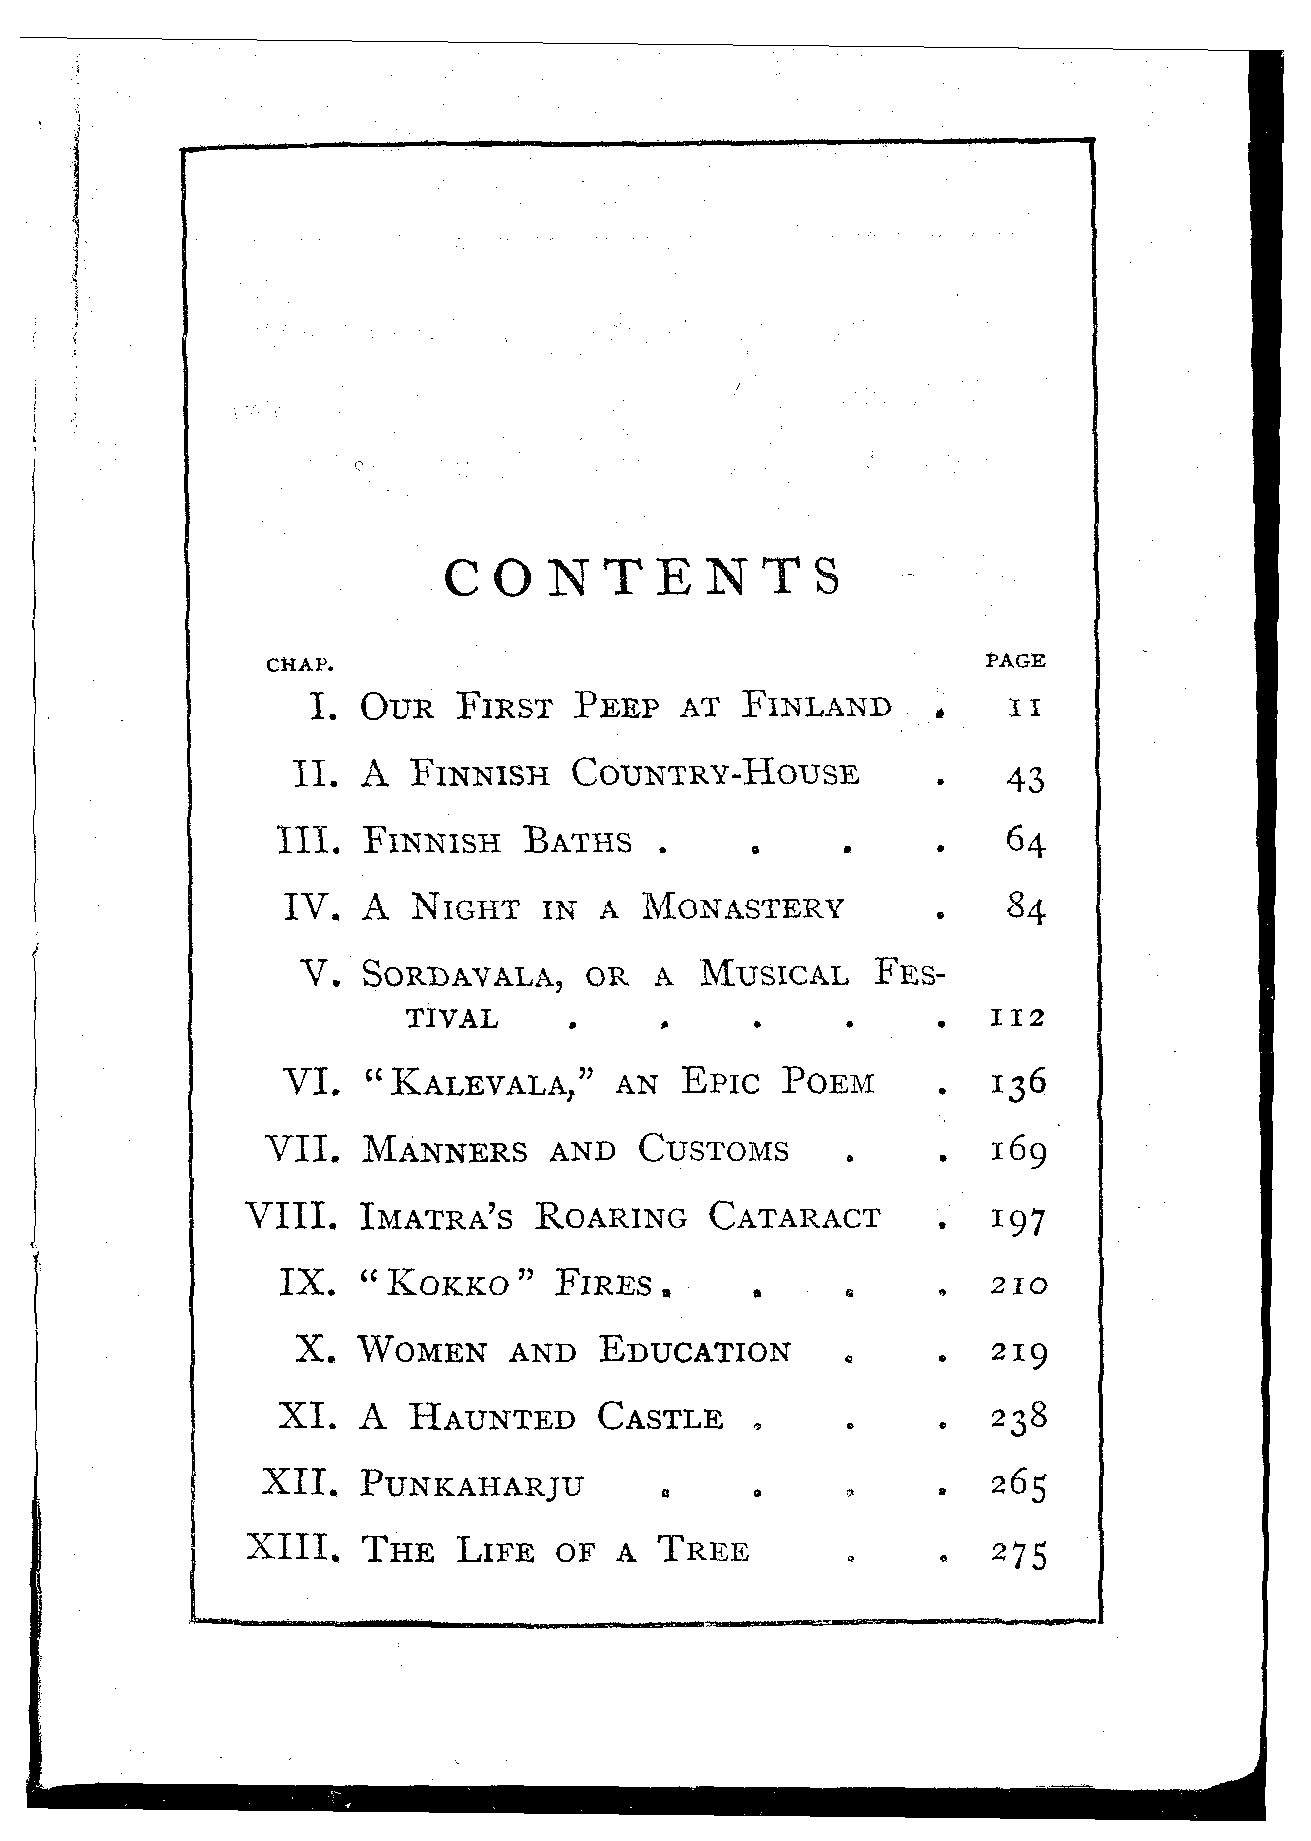 CONTENTS
CHAP. PAGE
I. OUR FIRST PEEP AT FINLAND . 11
II. A FINNISH COUNTRY-HOUSE . 43
III. FINNISH BATHS . . . . 64
IV. A NIGHT IN A MONASTERY . 84
V. SORDAVALA, OR A MUSICAL FES-
TIVAL . . . . . 112
VI. "KALEVALA," AN EPIC POEM . 136
VII. MANNERS AND CUSTOMS . . 169
VIII. IMATRA'S ROARING CATARACT . 197
IX. "KOKKO" FIRES . . . . 210
X. WOMEN AND EDUCATION . . 219
XI. A HAUNTED CASTLE . . . 238
XII. PUNKAHARJU . . . . 265
XIII. THE LIFE OF A TREE . . 275